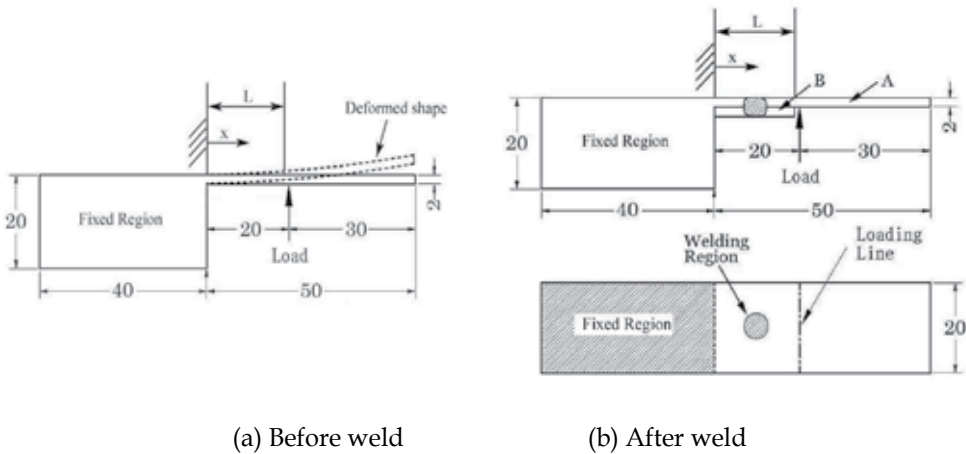 L
x
Deformed shape
20
Fixed Region
20
30
2
Load
40
50
(a) Before weld
L
x
B
A
20
Fixed Region
20
30
2
Load
40
50
Welding
Region
Loading
Line
Fixed Region
20
(b) After weld